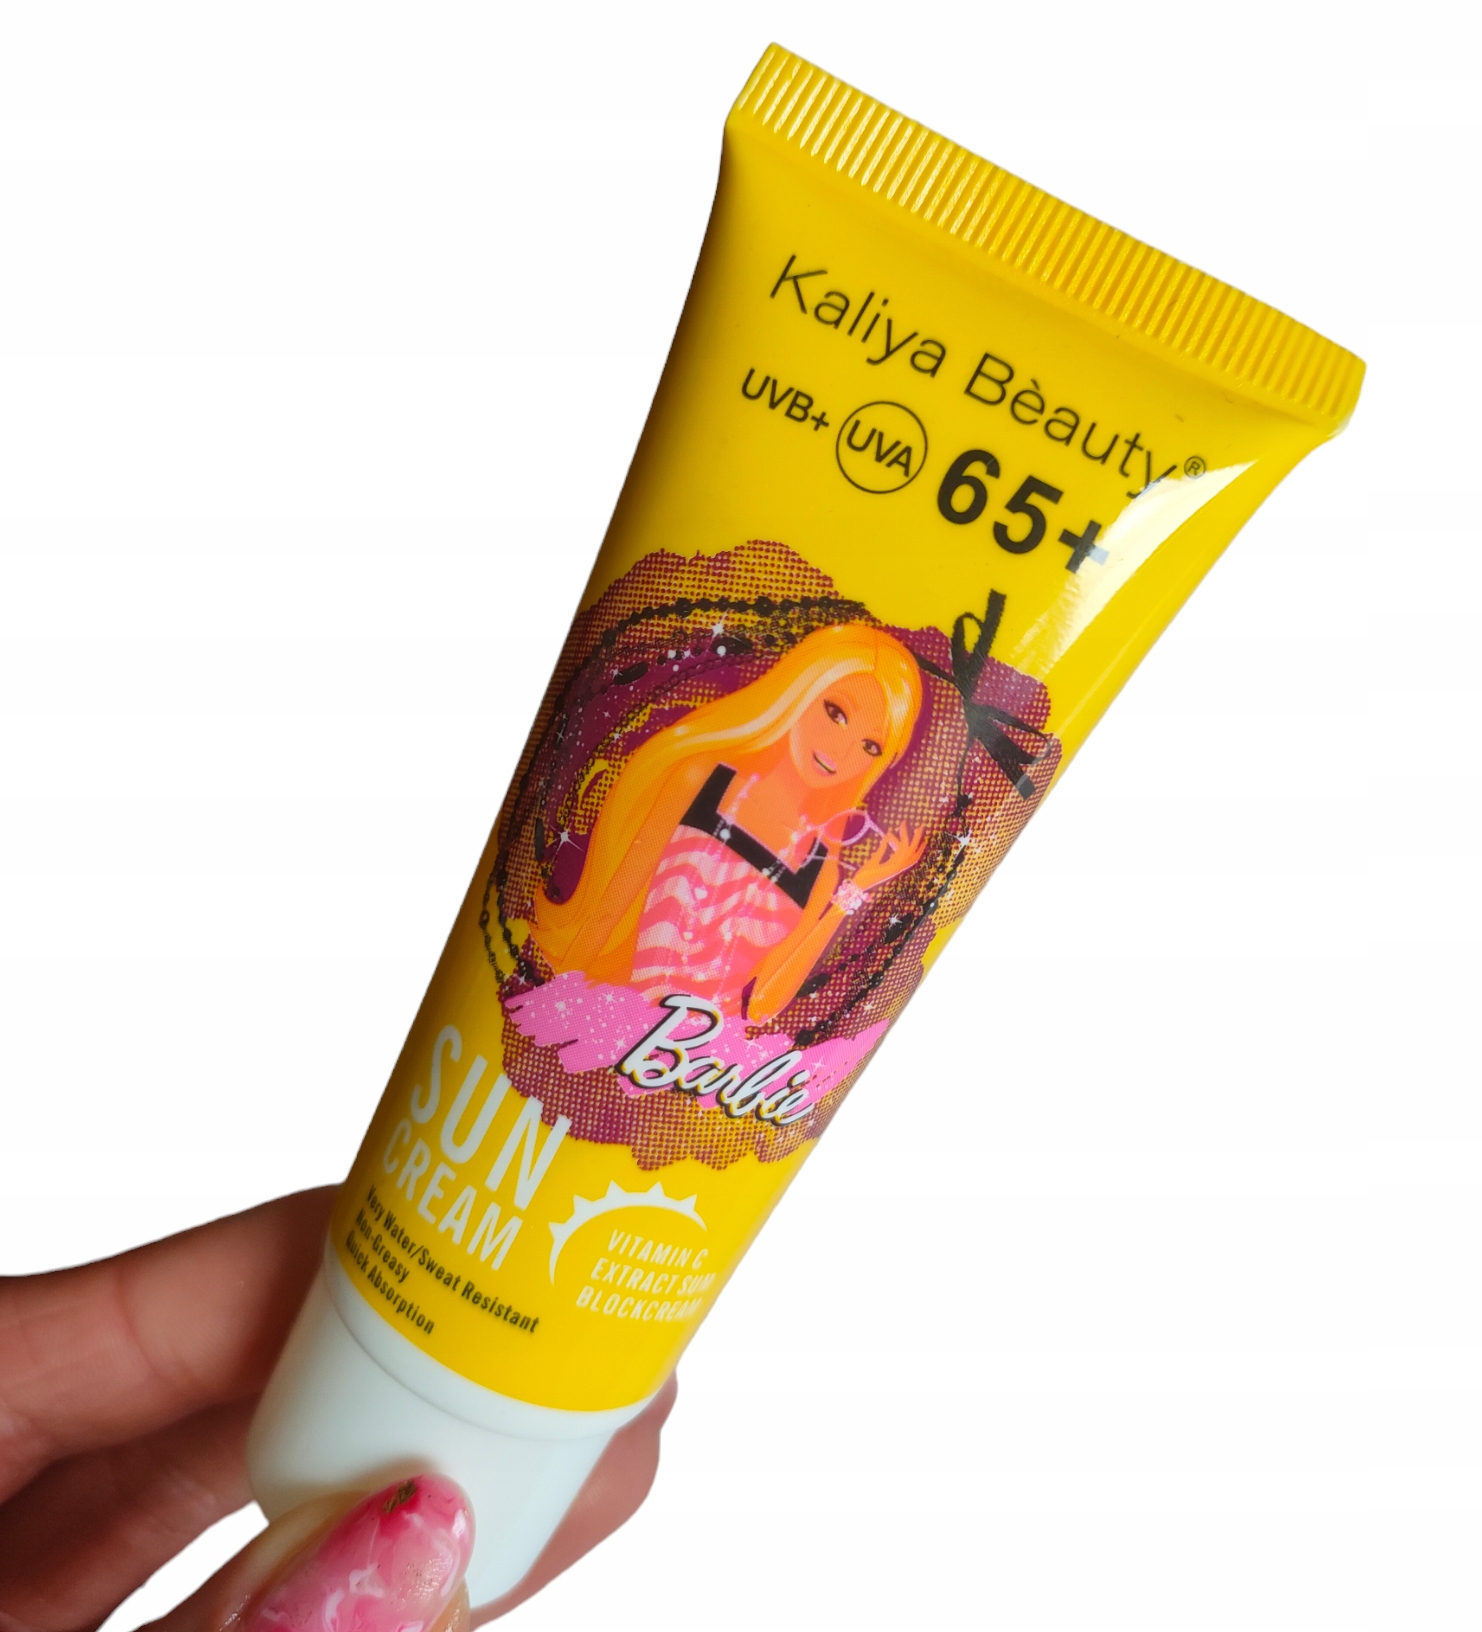 Kaliya Bèauty®
UVB+ UVA 65+
Barbie
SUN
CREAM
Very Water/Sweat Resistant
Non-Greasy
Quick Absorption
VITAMIN C
EXTRACT SUN
BLOCKCREAM